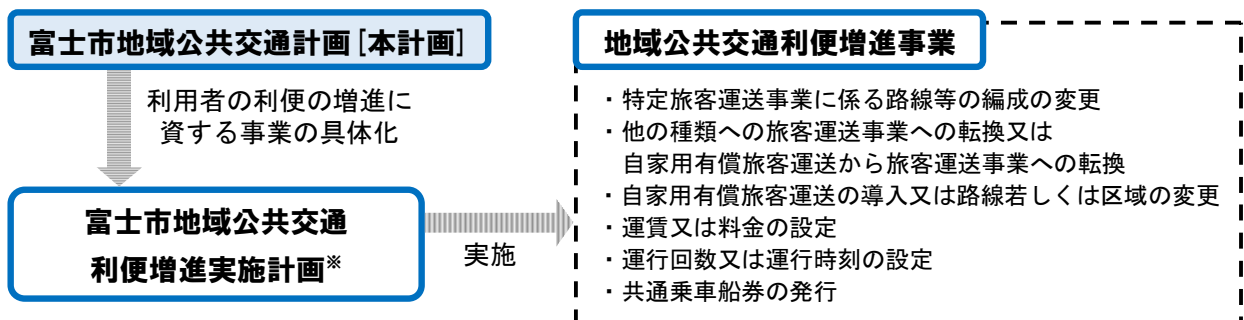 富士市地域公共交通計画[本計画]
利用者の利便の増進に
資する事業の具体化
富士市地域公共交通
利便増進実施計画※
実施
地域公共交通利便増進事業
・特定旅客運送事業に係る路線等の編成の変更
・他の種類への旅客運送事業への転換又は
自家用有償旅客運送から旅客運送事業への転換
・自家用有償旅客運送の導入又は路線若しくは区域の変更
・運賃又は料金の設定
・運行回数又は運行時刻の設定
・共通乗車船券の発行